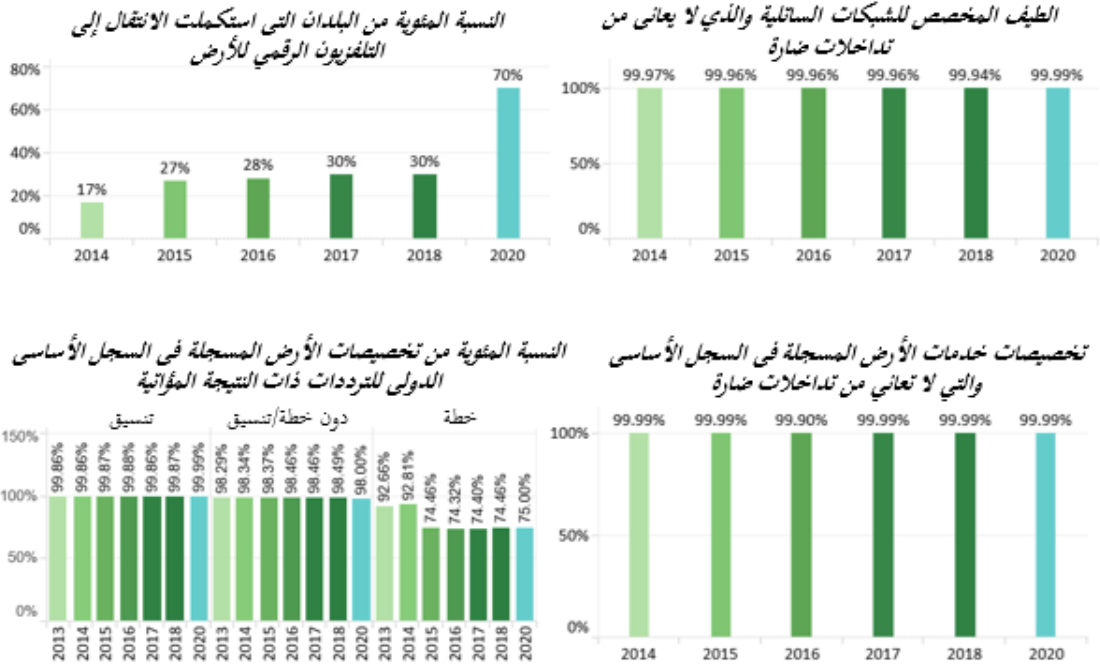 الطيف المخصص للشبكات الساتلية والذي لا يعاني من
تداخلات ضارة
100%
50%
0%
99.97% 99.96% 99.96% 99.96% 99.94% 99.99%
2014 2015 2016 2017 2018 2020
النسبة المئوية من البلدان التى استكملت الانتقال إلى
التلفزيون الرقمي للأرض
80%
60%
40%
20%
0%
17% 27% 28% 30% 30% 70%
2014 2015 2016 2017 2018 2020
تخصيصات خدمات الأرض المسجلة في السجل الأساسي
والتي لا تعاني من تداخلات ضارة
100%
50%
0%
99.99% 99.99% 99.90% 99.99% 99.99% 99.99%
2014 2015 2016 2017 2018 2020
النسبة المئوية من تخصيصات الأرض المسجلة في السجل الأساسي
الدولي للترددات ذات النتيجة المؤاتية
تنسيق دون خطة/تنسيق خطة
150%
100%
50%
0%
99.86% 99.86% 99.87% 99.88% 99.86% 99.87% 99.99% 98.29% 98.34% 98.37% 98.46% 98.46% 98.49% 98.00% 92.66% 92.81% 74.46% 74.32% 74.40% 74.46% 75.00%
2013 2014 2015 2016 2017 2018 2020 2013 2014 2015 2016 2017 2018 2020 2013 2014 2015 2016 2017 2018 2020